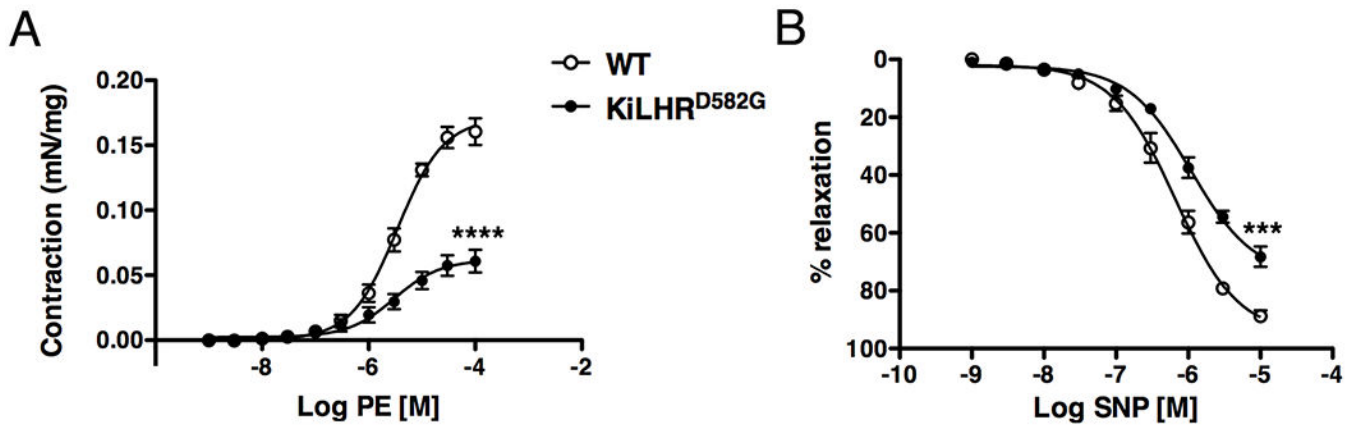 A
WT
KiLHR^D582G
Contraction (mN/mg)
0.20
0.15
0.10
0.05
0.00
****
-8 -6 -4 -2
Log PE [M]
B
% relaxation
0
20
40
60
80
100
***
-10 -9 -8 -7 -6 -5 -4
Log SNP [M]